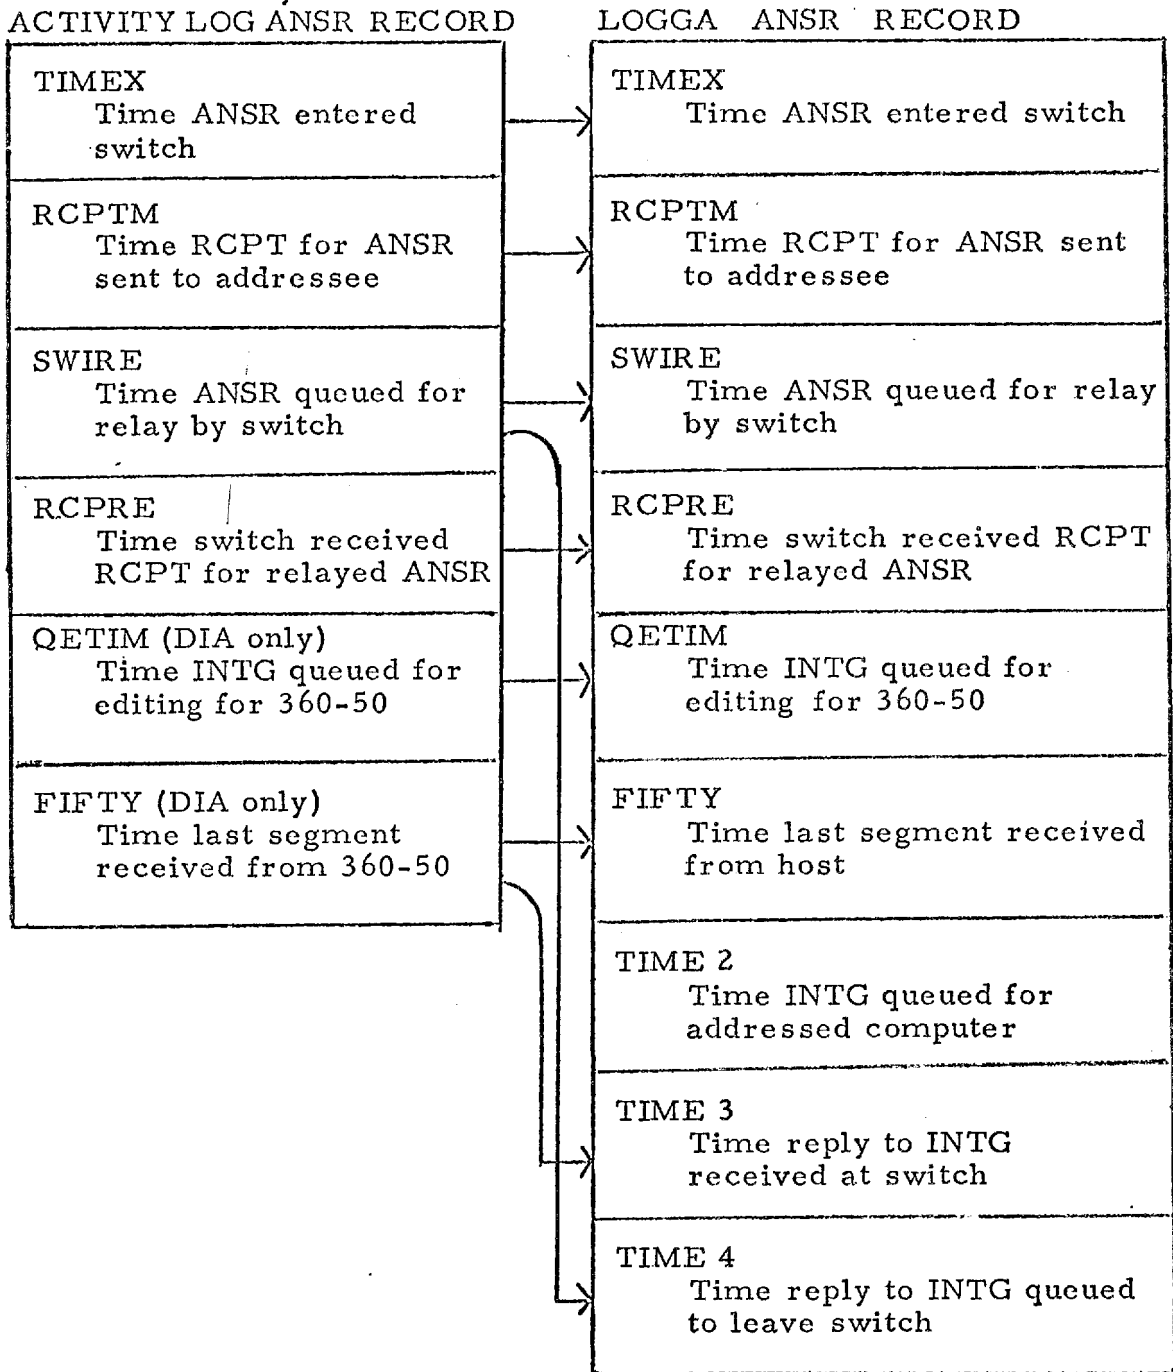 ACTIVITY LOG ANSR RECORD
TIMEX
Time ANSR entered
switch
RCPTM
Time RCPT for ANSR
sent to addressee
SWIRE
Time ANSR queued for
relay by switch
RCPRE
Time switch received
RCPT for relayed ANSR
QETIM (DIA only)
Time INTG queued for
editing for 360-50
FIFTY (DIA only)
Time last segment
received from 360-50
LOGGA ANSR RECORD
TIMEX
Time ANSR entered switch
RCPTM
Time RCPT for ANSR sent
to addressee
SWIRE
Time ANSR queued for relay
by switch
RCPRE
Time switch received RCPT
for relayed ANSR
QETIM
Time INTG queued for
editing for 360-50
FIFTY
Time last segment received
from host
TIME 2
Time INTG queued for
addressed computer
TIME 3
Time reply to INTG
received at switch
TIME 4
Time reply to INTG queued
to leave switch